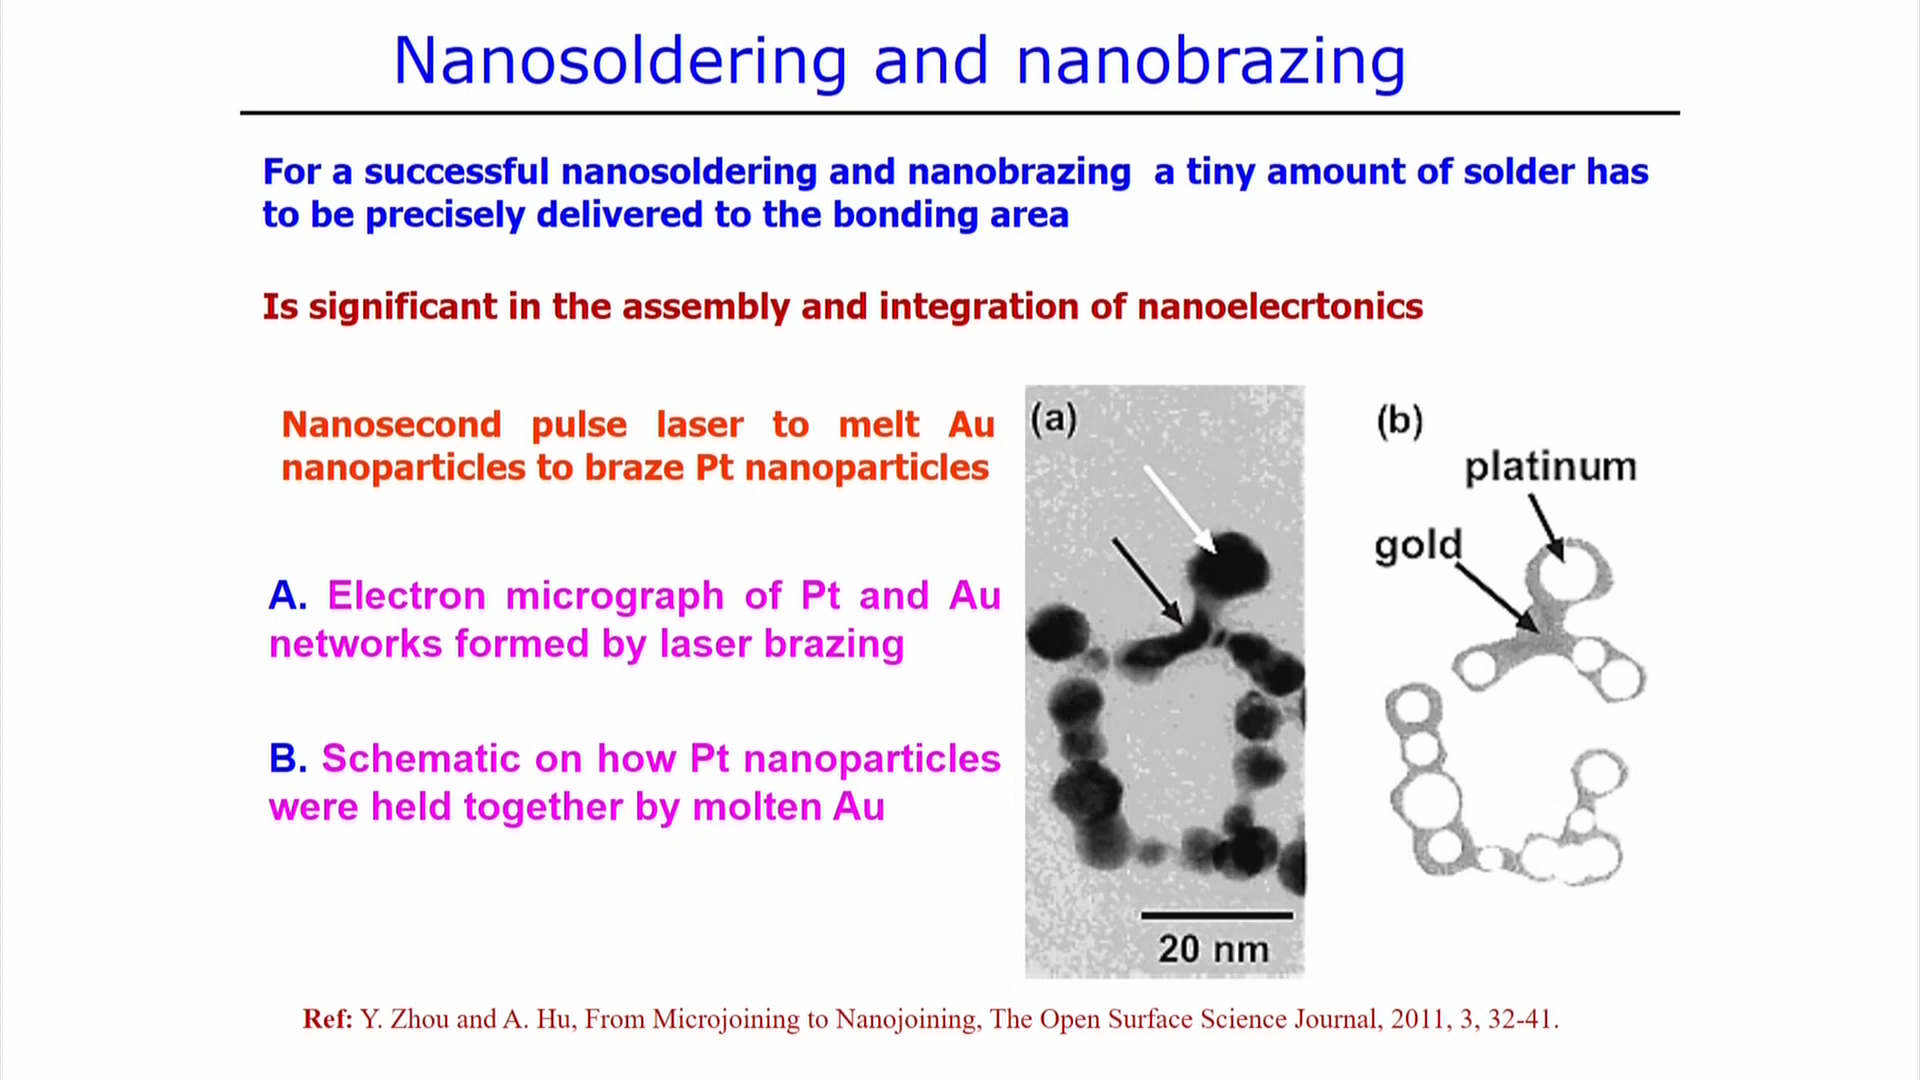 Nanosoldering and nanobrazing
For a successful nanosoldering and nanobrazing a tiny amount of solder has
to be precisely delivered to the bonding area
Is significant in the assembly and integration of nanoelecrtonics
Nanosecond pulse laser to melt Au
nanoparticles to braze Pt nanoparticles
A. Electron micrograph of Pt and Au
networks formed by laser brazing
B. Schematic on how Pt nanoparticles
were held together by molten Au
(a)
20 nm
(b)
platinum
gold
Ref: Y. Zhou and A. Hu, From Microjoining to Nanojoining, The Open Surface Science Journal, 2011, 3, 32-41.